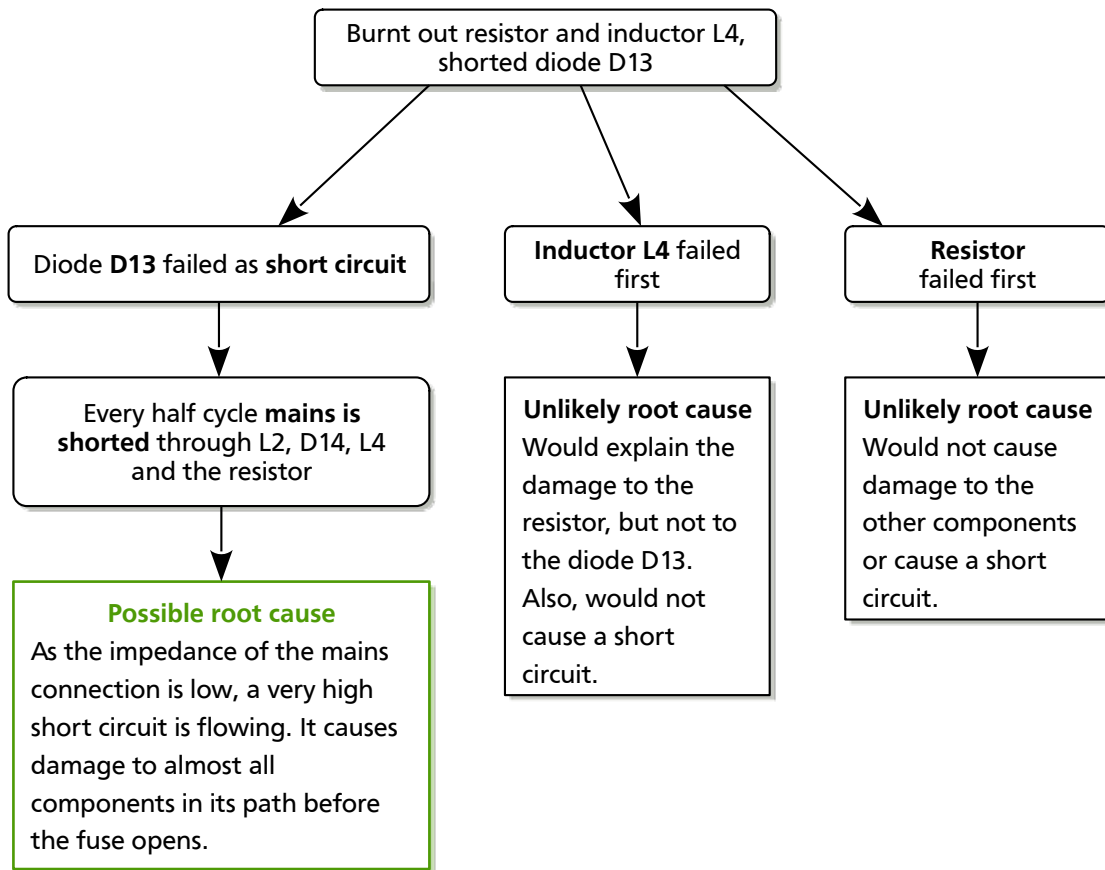 Burnt out resistor and inductor L4,
shorted diode D13
Diode D13 failed as short circuit
Inductor L4 failed
first
Resistor
failed first
Every half cycle mains is
shorted through L2, D14, L4
and the resistor
Unlikely root cause
Would explain the
damage to the
resistor, but not to
the diode D13.
Also, would not
cause a short
circuit.
Unlikely root cause
Would not cause
damage to the
other components
or cause a short
circuit.
Possible root cause
As the impedance of the mains
connection is low, a very high
short circuit is flowing. It causes
damage to almost all
components in its path before
the fuse opens.